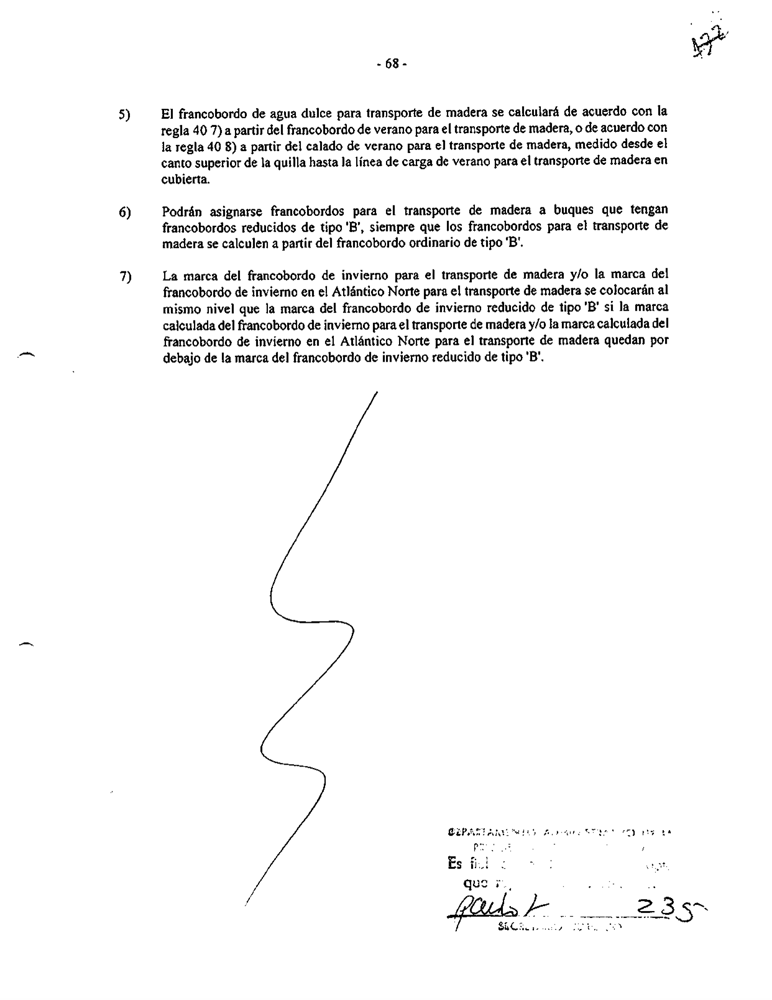 - 68 -
5) El francobordo de agua dulce para transporte de madera se calculará de acuerdo con la
regla 40 7) a partir del francobordo de verano para el transporte de madera, o de acuerdo con
la regla 40 8) a partir del calado de verano para el transporte de madera, medido desde el
canto superior de la quilla hasta la línea de carga de verano para el transporte de madera en
cubierta.
6) Podrán asignarse francobordos para el transporte de madera a buques que tengan
francobordos reducidos de tipo 'B', siempre que los francobordos para el transporte de
madera se calculen a partir del francobordo ordinario de tipo 'B'.
7) La marca del francobordo de invierno para el transporte de madera y/o la marca del
francobordo de invierno en el Atlántico Norte para el transporte de madera se colocarán al
mismo nivel que la marca del francobordo de invierno reducido de tipo 'B' si la marca
calculada del francobordo de invierno para el transporte de madera y/o la marca calculada del
francobordo de invierno en el Atlántico Norte para el transporte de madera quedan por
debajo de la marca del francobordo de invierno reducido de tipo 'B'.
DEPARTAMENTO
Es
que